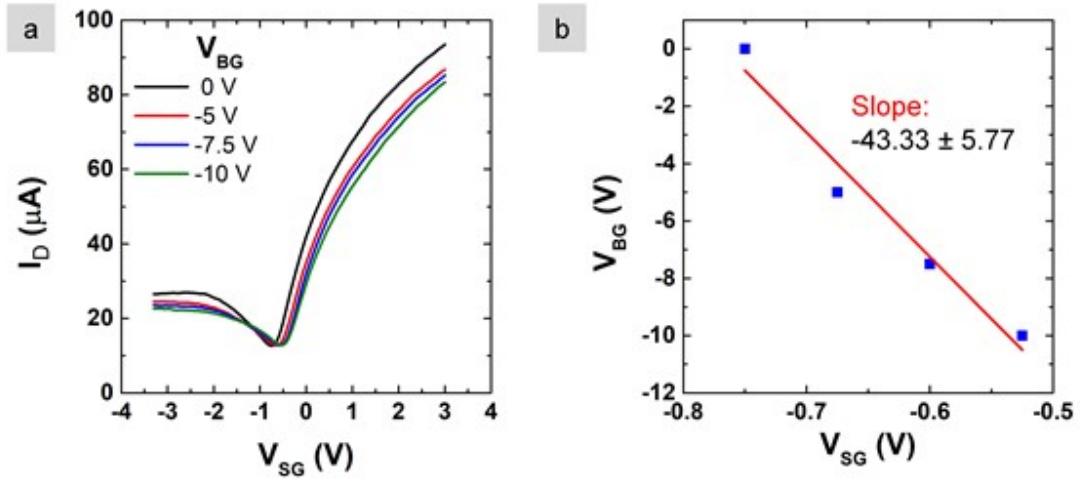 a
V_BG
0 V
-5 V
-7.5 V
-10 V
I_D (μA)
100
80
60
40
20
0
-4 -3 -2 -1 0 1 2 3 4
V_SG (V)
b
Slope:
-43.33 ± 5.77
V_BG (V)
0
-2
-4
-6
-8
-10
-12
-0.8 -0.7 -0.6 -0.5
V_SG (V)